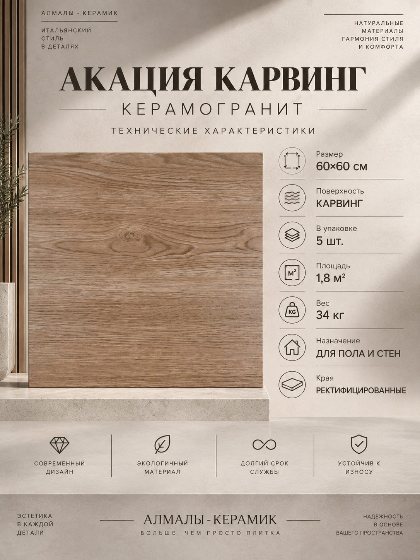 АЛМАЛЫ - КЕРАМИК
ИТАЛЬЯНСКИЙ
СТИЛЬ
В ДЕТАЛЯХ
НАТУРАЛЬНЫЕ
МАТЕРИАЛЫ
ГАРМОНИЯ СТИЛЯ
И КОМФОРТА
АКАЦИЯ КАРВИНГ
КЕРАМОГРАНИТ
ТЕХНИЧЕСКИЕ ХАРАКТЕРИСТИКИ
Размер
60×60 см
Поверхность
КАРВИНГ
В упаковке
5 шт.
Площадь
М²
1,8 м²
Вес
KG
34 кг
Назначение
ДЛЯ ПОЛА И СТЕН
Края
РЕКТИФИЦИРОВАННЫЕ
СОВРЕМЕННЫЙ
ДИЗАЙН
ЭКОЛОГИЧНЫЙ
МАТЕРИАЛ
ДОЛГИЙ СРОК
СЛУЖБЫ
УСТОЙЧИВ К
ИЗНОСУ
ЭСТЕТИКА
В КАЖДОЙ
ДЕТАЛИ
АЛМАЛЫ - КЕРАМИК
БОЛЬШЕ, ЧЕМ ПРОСТО ПЛИТКА
НАДЕЖНОСТЬ
В ОСНОВЕ
ВАШЕГО ПРОСТРАНСТВА